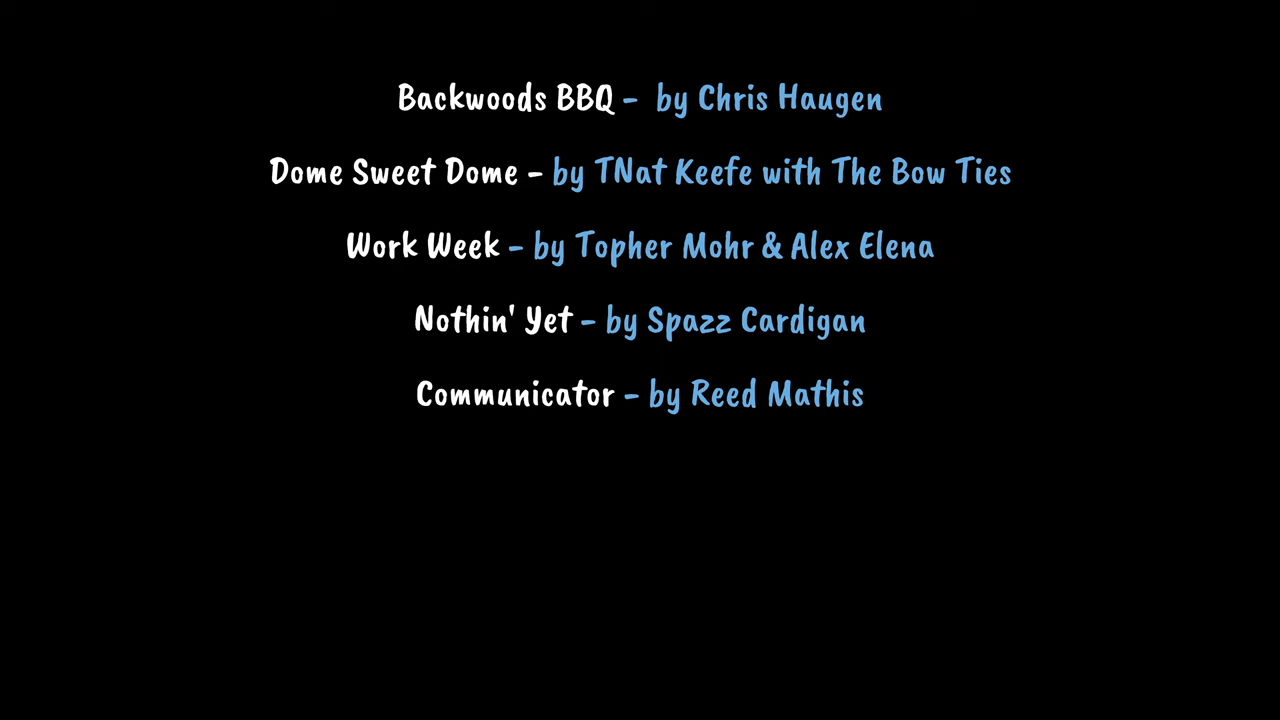 Backwoods BBQ - by Chris Haugen
Dome Sweet Dome - by TNat Keefe with The Bow Ties
Work Week - by Topher Mohr & Alex Elena
Nothin' Yet - by Spazz Cardigan
Communicator - by Reed Mathis